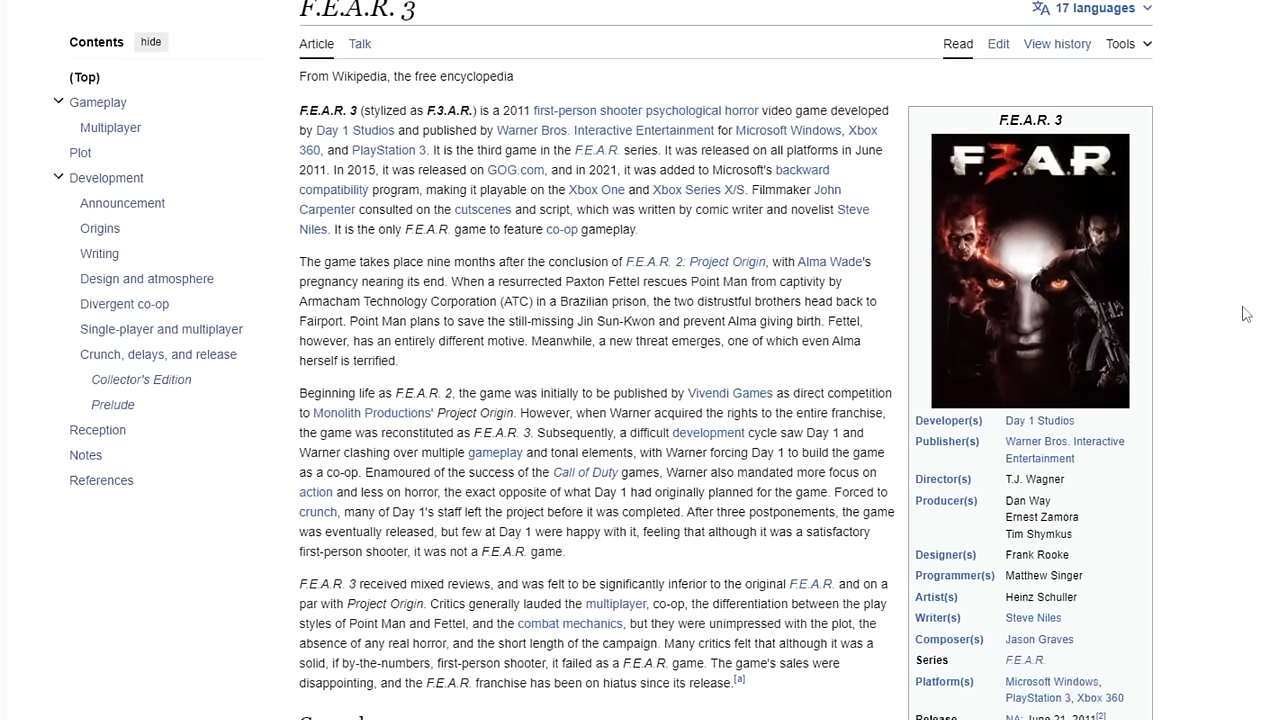 F.E.A.R. 3
17 languages
Contents hide
(Top)
Gameplay
Multiplayer
Plot
Development
Announcement
Origins
Writing
Design and atmosphere
Divergent co-op
Single-player and multiplayer
Crunch, delays, and release
Collector's Edition
Prelude
Reception
Notes
References
Article Talk
Read Edit View history Tools
From Wikipedia, the free encyclopedia
F.E.A.R. 3 (stylized as F.3.A.R.) is a 2011 first-person shooter psychological horror video game developed
by Day 1 Studios and published by Warner Bros. Interactive Entertainment for Microsoft Windows, Xbox
360, and PlayStation 3. It is the third game in the F.E.A.R. series. It was released on all platforms in June
2011. In 2015, it was released on GOG.com, and in 2021, it was added to Microsoft's backward
compatibility program, making it playable on the Xbox One and Xbox Series X/S. Filmmaker John
Carpenter consulted on the cutscenes and script, which was written by comic writer and novelist Steve
Niles. It is the only F.E.A.R. game to feature co-op gameplay.
The game takes place nine months after the conclusion of F.E.A.R. 2: Project Origin, with Alma Wade's
pregnancy nearing its end. When a resurrected Paxton Fettel rescues Point Man from captivity by
Armacham Technology Corporation (ATC) in a Brazilian prison, the two distrustful brothers head back to
Fairport. Point Man plans to save the still-missing Jin Sun-Kwon and prevent Alma giving birth. Fettel,
however, has an entirely different motive. Meanwhile, a new threat emerges, one of which even Alma
herself is terrified.
Beginning life as F.E.A.R. 2, the game was initially to be published by Vivendi Games as direct competition
to Monolith Productions' Project Origin. However, when Warner acquired the rights to the entire franchise,
the game was reconstituted as F.E.A.R. 3. Subsequently, a difficult development cycle saw Day 1 and
Warner clashing over multiple gameplay and tonal elements, with Warner forcing Day 1 to build the game
as a co-op. Enamoured of the success of the Call of Duty games, Warner also mandated more focus on
action and less on horror, the exact opposite of what Day 1 had originally planned for the game. Forced to
crunch, many of Day 1's staff left the project before it was completed. After three postponements, the game
was eventually released, but few at Day 1 were happy with it, feeling that although it was a satisfactory
first-person shooter, it was not a F.E.A.R. game.
F.E.A.R. 3 received mixed reviews, and was felt to be significantly inferior to the original F.E.A.R. and on a
par with Project Origin. Critics generally lauded the multiplayer, co-op, the differentiation between the play
styles of Point Man and Fettel, and the combat mechanics, but they were unimpressed with the plot, the
absence of any real horror, and the short length of the campaign. Many critics felt that although it was a
solid, if by-the-numbers, first-person shooter, it failed as a F.E.A.R. game. The game's sales were
disappointing, and the F.E.A.R. franchise has been on hiatus since its release.[a]
F.E.A.R. 3
F.3.A.R.
Developer(s) Day 1 Studios
Publisher(s) Warner Bros. Interactive
Entertainment
Director(s) T.J. Wagner
Producer(s) Dan Way
Ernest Zamora
Tim Shymkus
Designer(s) Frank Rooke
Programmer(s) Matthew Singer
Artist(s) Heinz Schuller
Writer(s) Steve Niles
Composer(s) Jason Graves
Series F.E.A.R.
Platform(s) Microsoft Windows,
PlayStation 3, Xbox 360
Release NA: June 21, 2011[2]